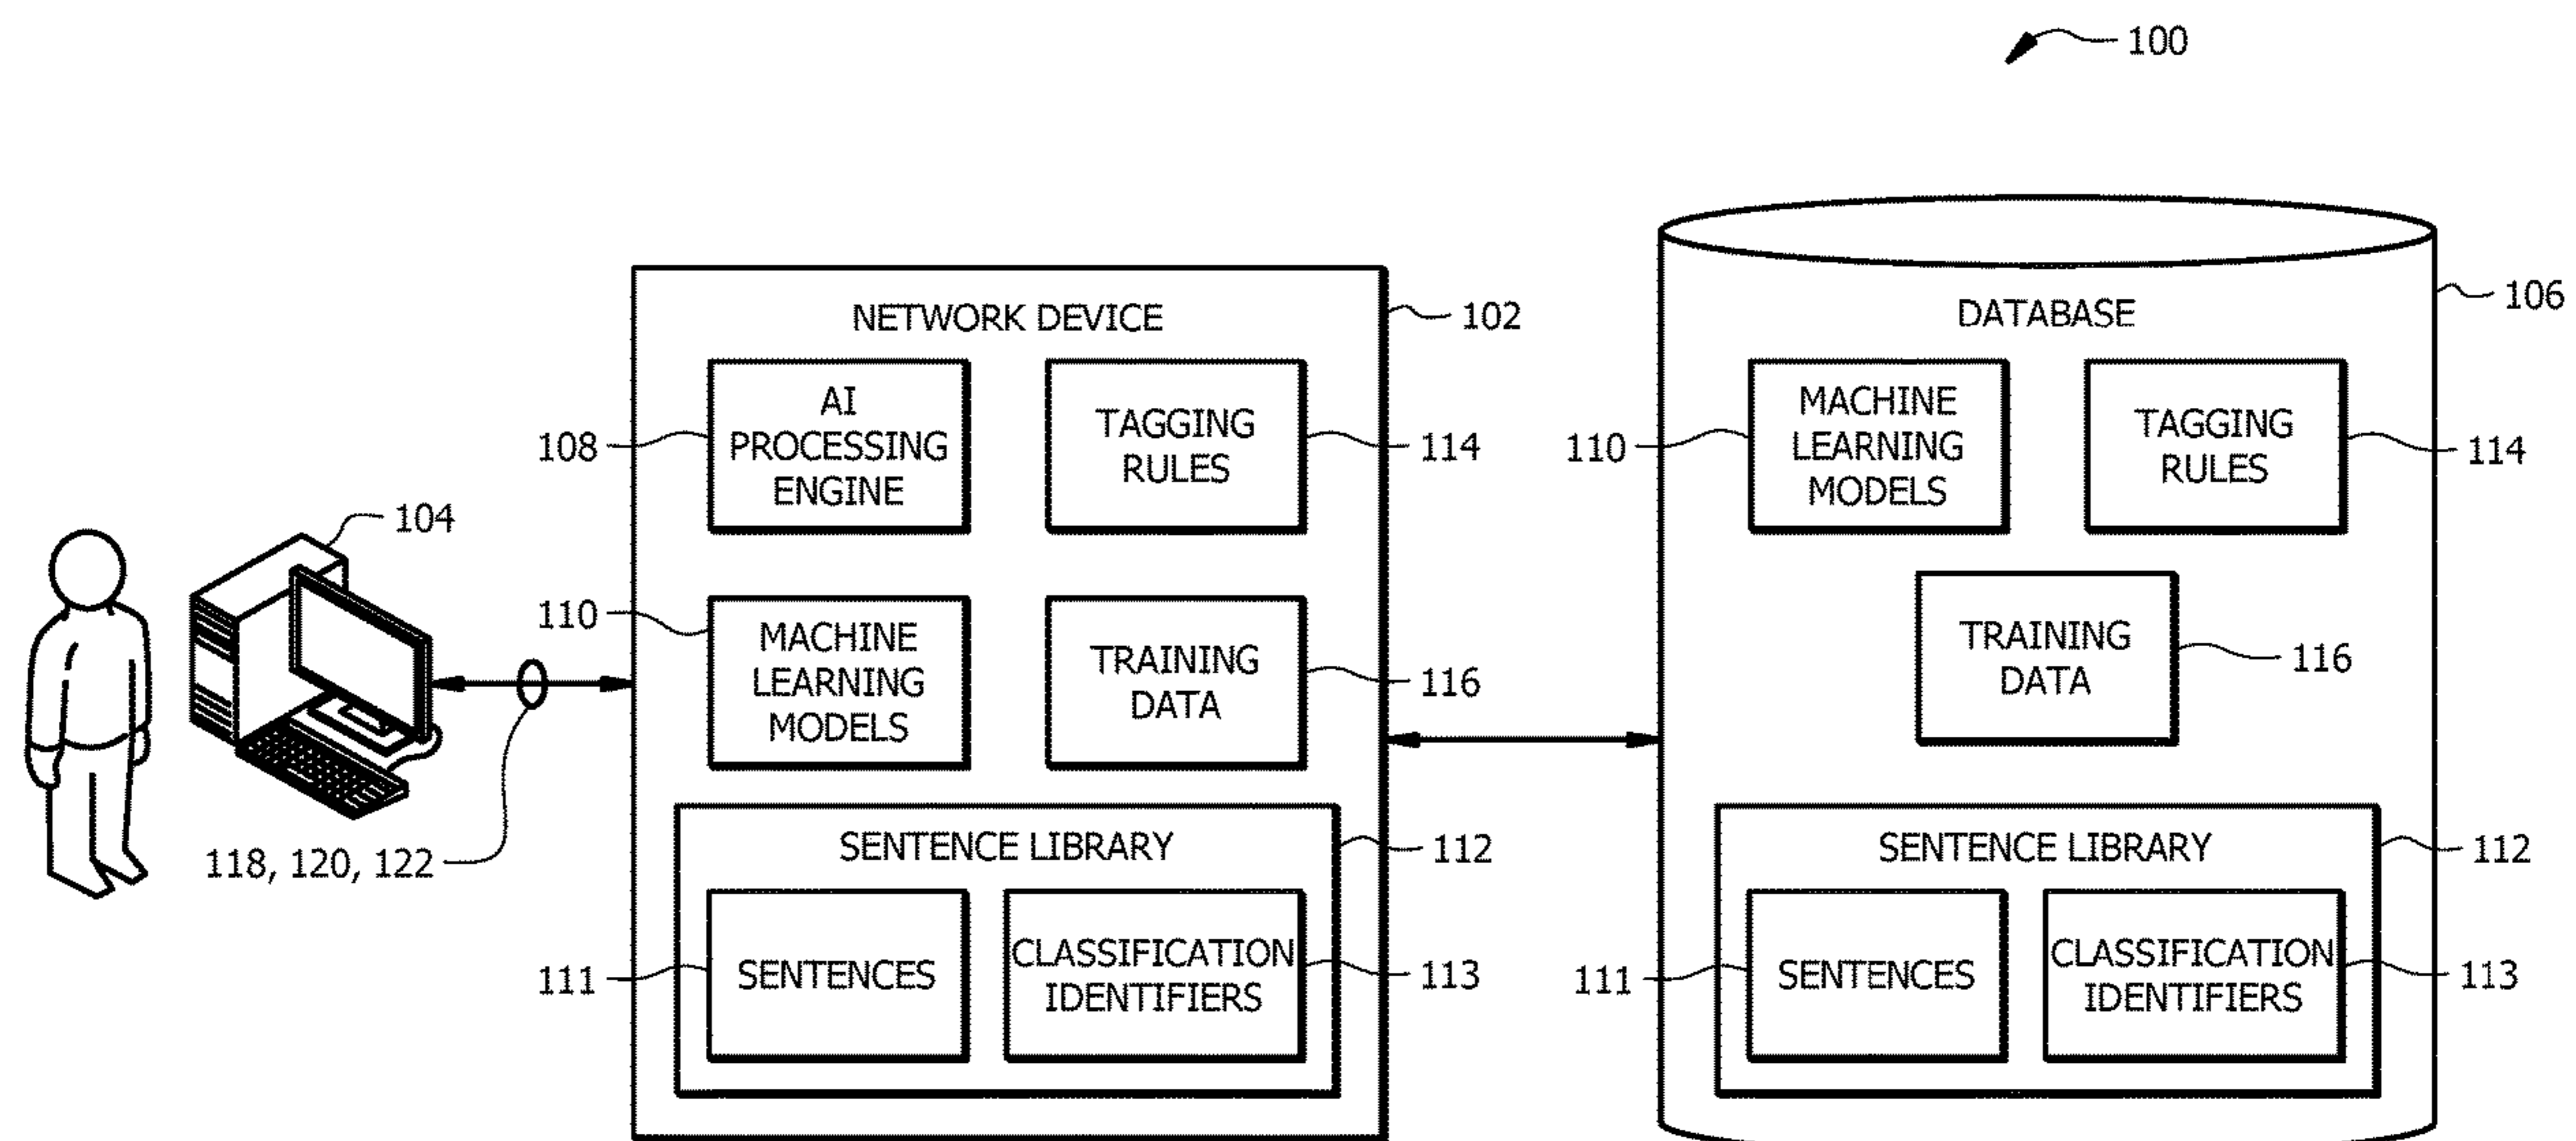 100
NETWORK DEVICE
102
AI
PROCESSING
ENGINE
108
TAGGING
RULES
114
104
110
MACHINE
LEARNING
MODELS
TRAINING
DATA
116
118, 120, 122
SENTENCE LIBRARY
112
111
SENTENCES
CLASSIFICATION
IDENTIFIERS
113
DATABASE
106
110
MACHINE
LEARNING
MODELS
TAGGING
RULES
114
TRAINING
DATA
116
SENTENCE LIBRARY
112
111
SENTENCES
CLASSIFICATION
IDENTIFIERS
113